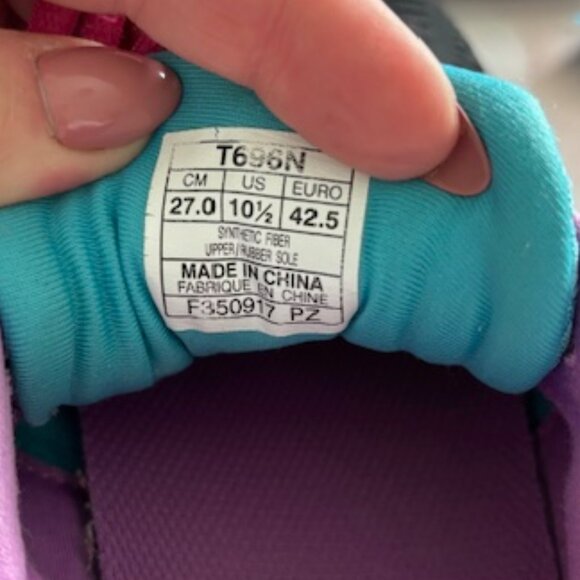 T696N
CM US EURO
27.0 10½ 42.5
SYNTHETIC FIBER
UPPER/RUBBER SOLE
MADE IN CHINA
FABRIQUE EN CHINE
F350917 PZ